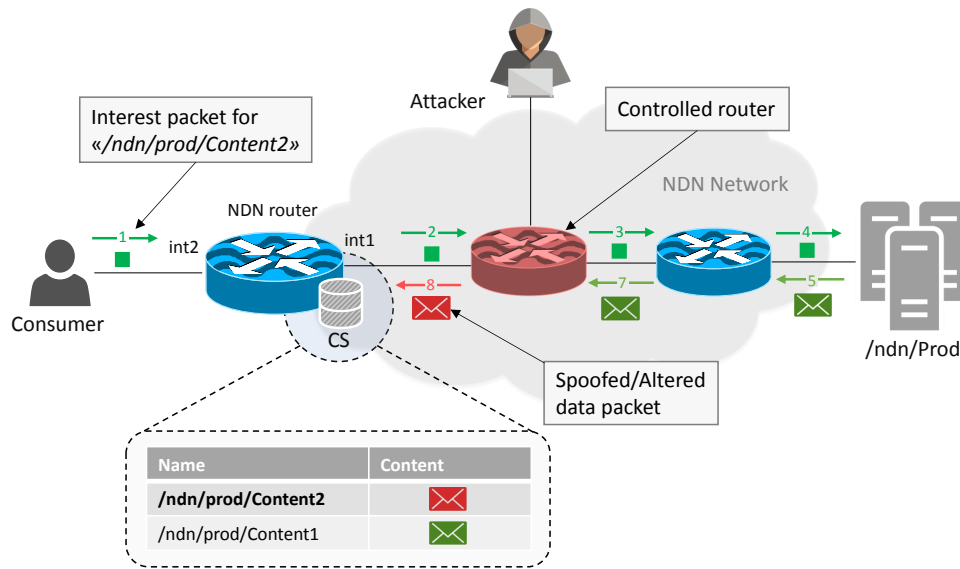 Attacker
Controlled router
Interest packet for
«/ndn/prod/Content2»
NDN Network
NDN router
1
int2
int1
2
3
4
8
7
5
Consumer
CS
/ndn/Prod
Spoofed/Altered
data packet
Name Content
/ndn/prod/Content2
/ndn/prod/Content1